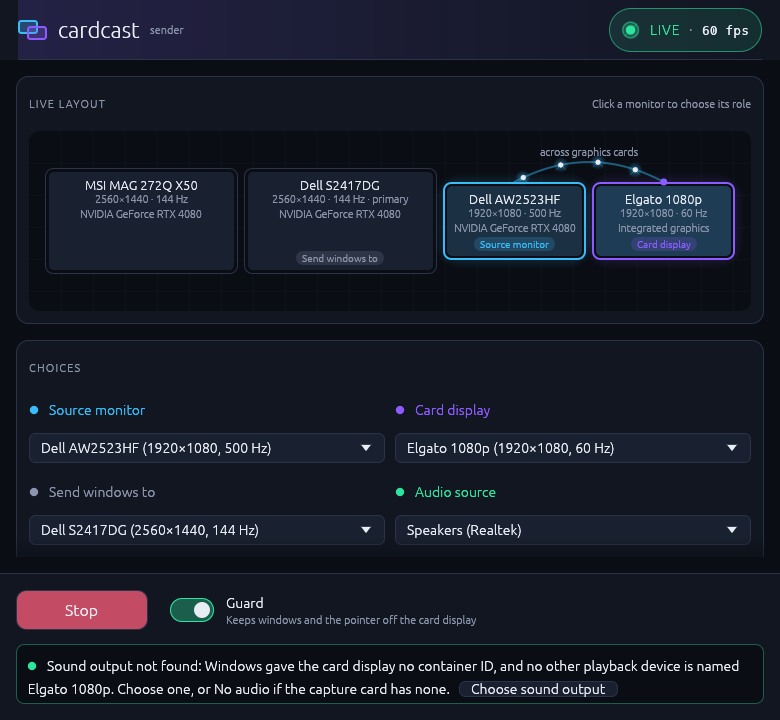 cardcast sender
LIVE · 60 fps
LIVE LAYOUT
Click a monitor to choose its role
across graphics cards
MSI MAG 272Q X50
2560×1440 · 144 Hz
NVIDIA GeForce RTX 4080
Dell S2417DG
2560×1440 · 144 Hz · primary
NVIDIA GeForce RTX 4080
Send windows to
Dell AW2523HF
1920×1080 · 500 Hz
NVIDIA GeForce RTX 4080
Source monitor
Elgato 1080p
1920×1080 · 60 Hz
Integrated graphics
Card display
CHOICES
Source monitor
Dell AW2523HF (1920×1080, 500 Hz)
Card display
Elgato 1080p (1920×1080, 60 Hz)
Send windows to
Dell S2417DG (2560×1440, 144 Hz)
Audio source
Speakers (Realtek)
Stop
Guard
Keeps windows and the pointer off the card display
Sound output not found: Windows gave the card display no container ID, and no other playback device is named
Elgato 1080p. Choose one, or No audio if the capture card has none. Choose sound output